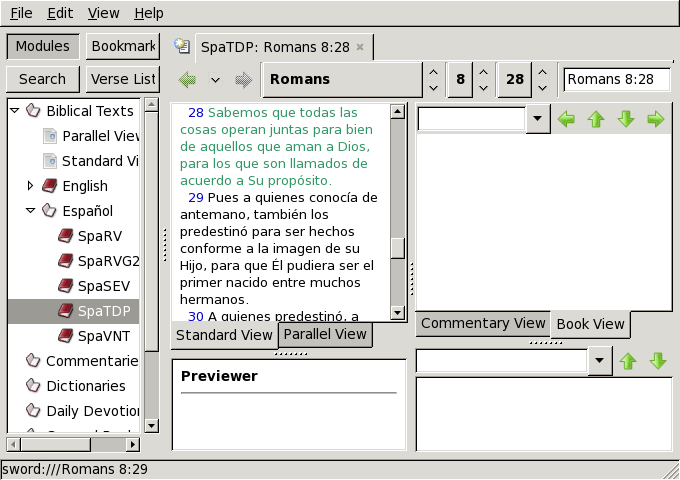 File Edit View Help
Modules Bookmark
Search Verse List
Biblical Texts
Parallel View
Standard Vi
English
Español
SpaRV
SpaRVG2
SpaSEV
SpaTDP
SpaVNT
Commentarie
Dictionaries
Daily Devotion
SpaTDP: Romans 8:28
Romans 8 28 Romans 8:28
28 Sabemos que todas las
cosas operan juntas para bien
de aquellos que aman a Dios,
para los que son llamados de
acuerdo a Su propósito.
29 Pues a quienes conocía de
antemano, también los
predestinó para ser hechos
conforme a la imagen de su
Hijo, para que Él pudiera ser el
primer nacido entre muchos
hermanos.
30 A quienes predestinó, a
Standard View Parallel View
Previewer
Commentary View Book View
sword:///Romans 8:29